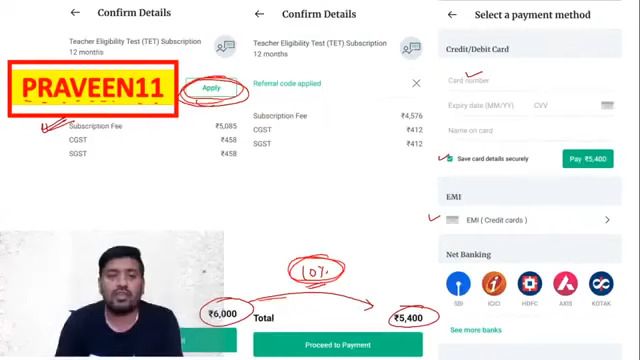 Confirm Details
Teacher Eligibility Test (TET) Subscription
12 months
PRAVEEN11
Apply
Subscription Fee ₹5,085
CGST ₹458
SGST ₹458
₹6,000
Confirm Details
Teacher Eligibility Test (TET) Subscription
12 months
Referral code applied
Subscription Fee ₹4,576
CGST ₹412
SGST ₹412
10%
Total ₹5,400
Proceed to Payment
Select a payment method
Credit/Debit Card
Card number
Expiry date (MM/YY) CVV
Name on card
Save card details securely
Pay ₹5,400
EMI
EMI ( Credit cards )
Net Banking
SBI ICICI HDFC AXIS KOTAK
See more banks